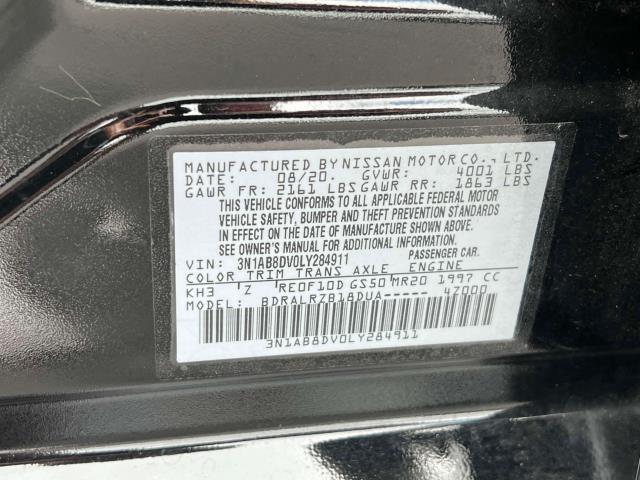 MANUFACTURED BY NISSAN MOTOR CO., LTD.
DATE: 08/20. GVWR: 4001 LBS
GAWR FR: 2161 LBS GAWR RR: 1863 LBS
THIS VEHICLE CONFORMS TO ALL APPLICABLE FEDERAL MOTOR
VEHICLE SAFETY, BUMPER AND THEFT PREVENTION STANDARDS
IN EFFECT ON THE DATE OF MANUFACTURE SHOWN ABOVE.
SEE OWNER'S MANUAL FOR ADDITIONAL INFORMATION.
VIN: 3N1AB8DV0LY284911 PASSENGER CAR.
COLOR TRIM TRANS AXLE ENGINE
KH3 'Z 'RE0F10D GS50 MR20 1997 CC
MODEL: BDRALRZB18DUA----- 4Z000
3N1AB8DV0LY284911